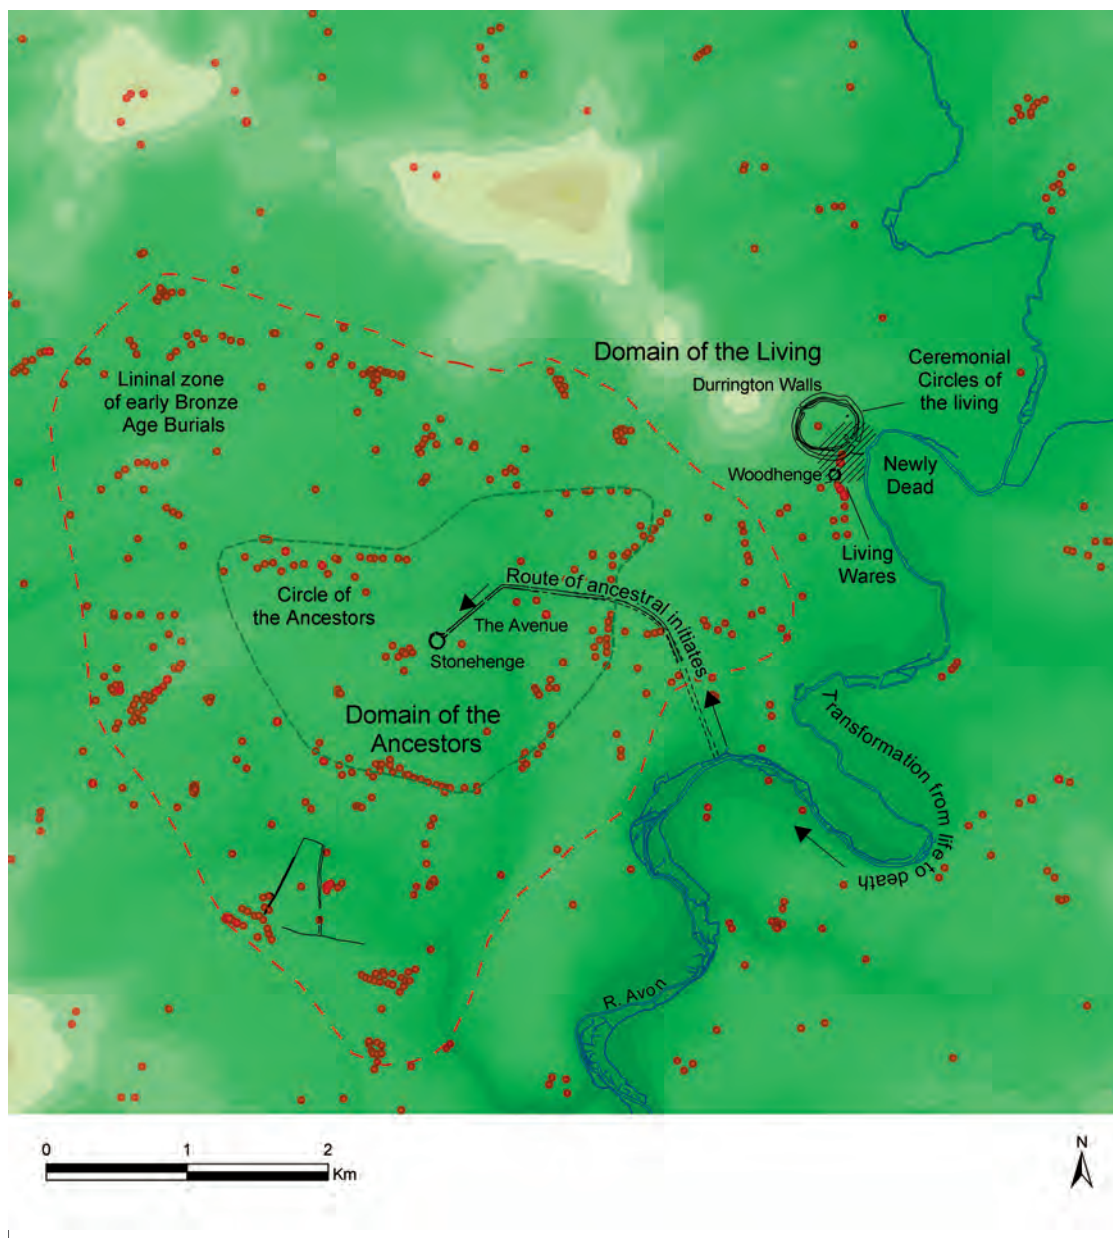 Domain of the Living
Durrington Walls
Ceremonial
Circles of
the living
Lininal zone
of early Bronze
Age Burials
Woodhenge
Newly
Dead
Living
Wares
Circle of
the Ancestors
Route of ancestral initiates
The Avenue
Stonehenge
Domain of the
Ancestors
Transformation from life to death
R. Avon
0 1 2
Km
N